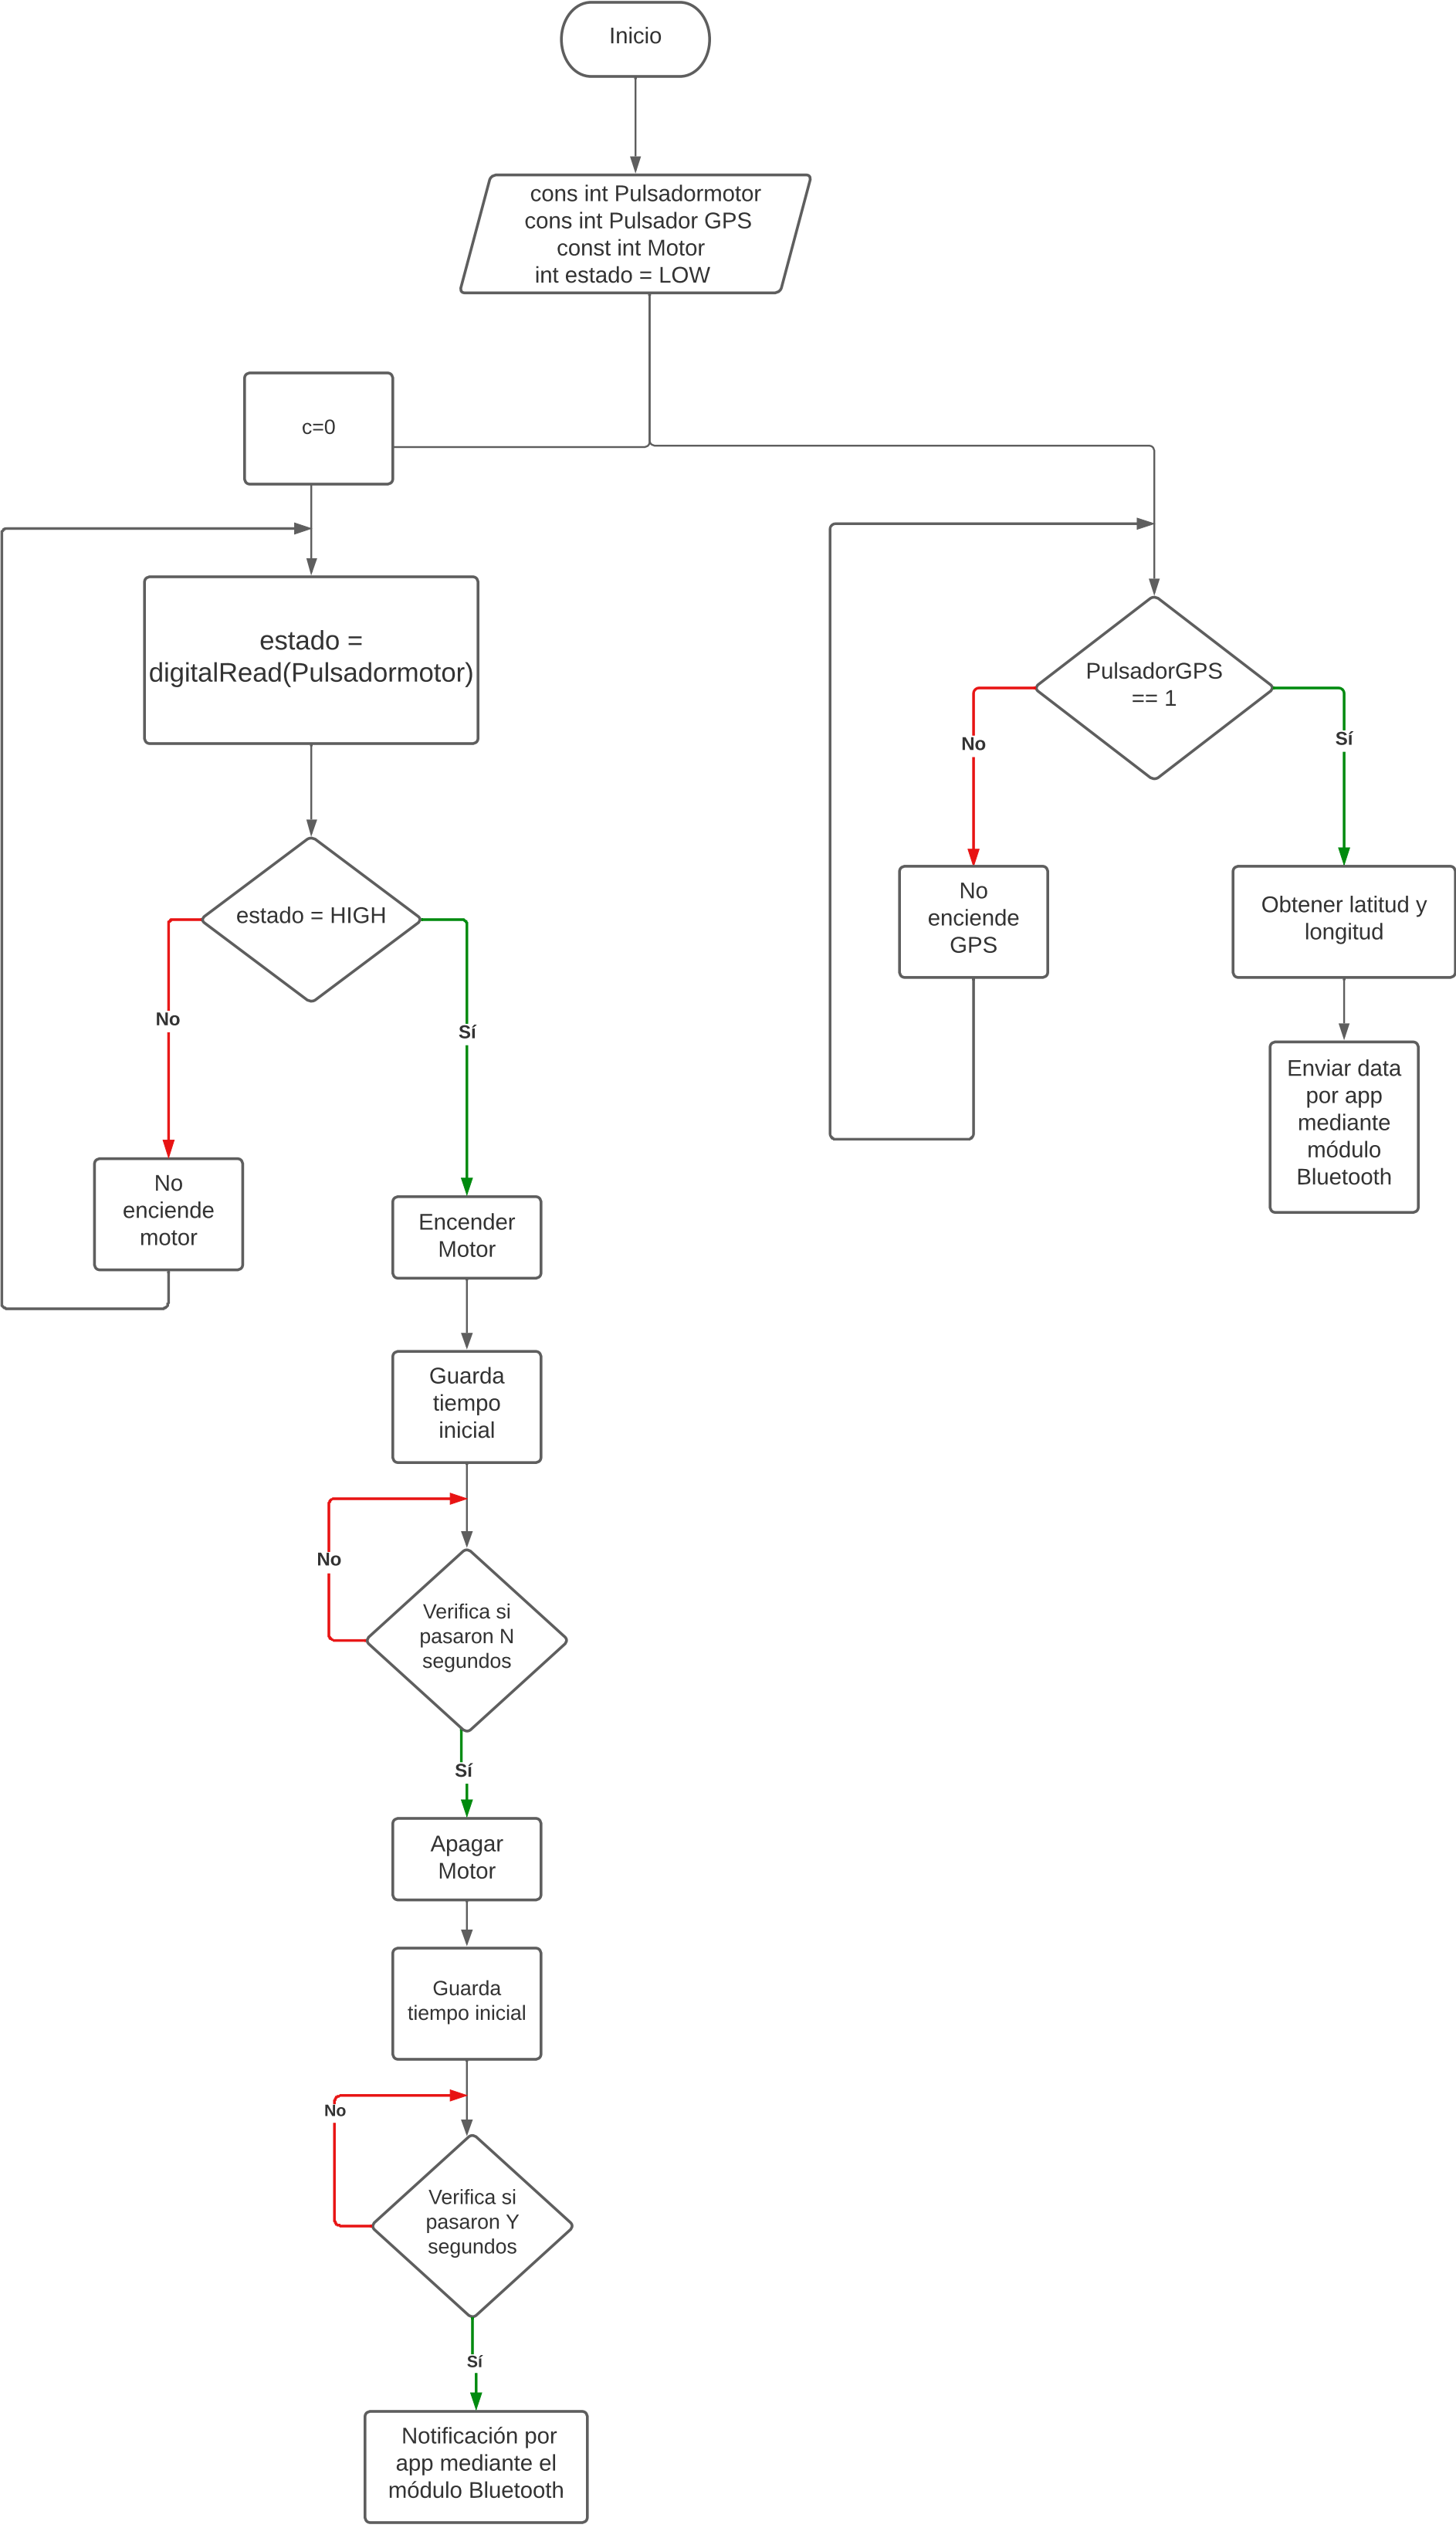 Inicio
cons int Pulsadormotor
cons int Pulsador GPS
const int Motor
int estado = LOW
c=0
estado =
digitalRead(Pulsadormotor)
estado = HIGH
No
Sí
No
enciende
motor
Encender
Motor
Guarda
tiempo
inicial
No
Verifica si
pasaron N
segundos
Sí
Apagar
Motor
Guarda
tiempo inicial
No
Verifica si
pasaron Y
segundos
Sí
Notificación por
app mediante el
módulo Bluetooth
PulsadorGPS
== 1
No
Sí
No
enciende
GPS
Obtener latitud y
longitud
Enviar data
por app
mediante
módulo
Bluetooth